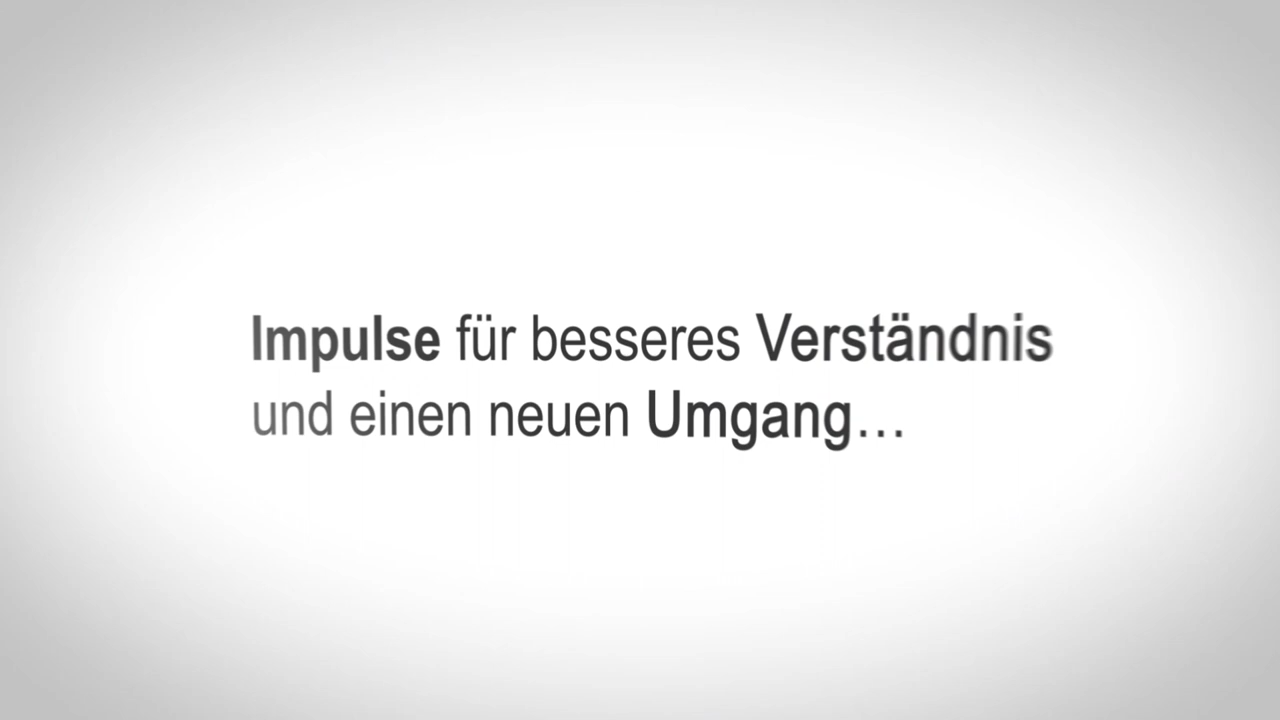 Impulse für besseres Verständnis
und einen neuen Umgang…